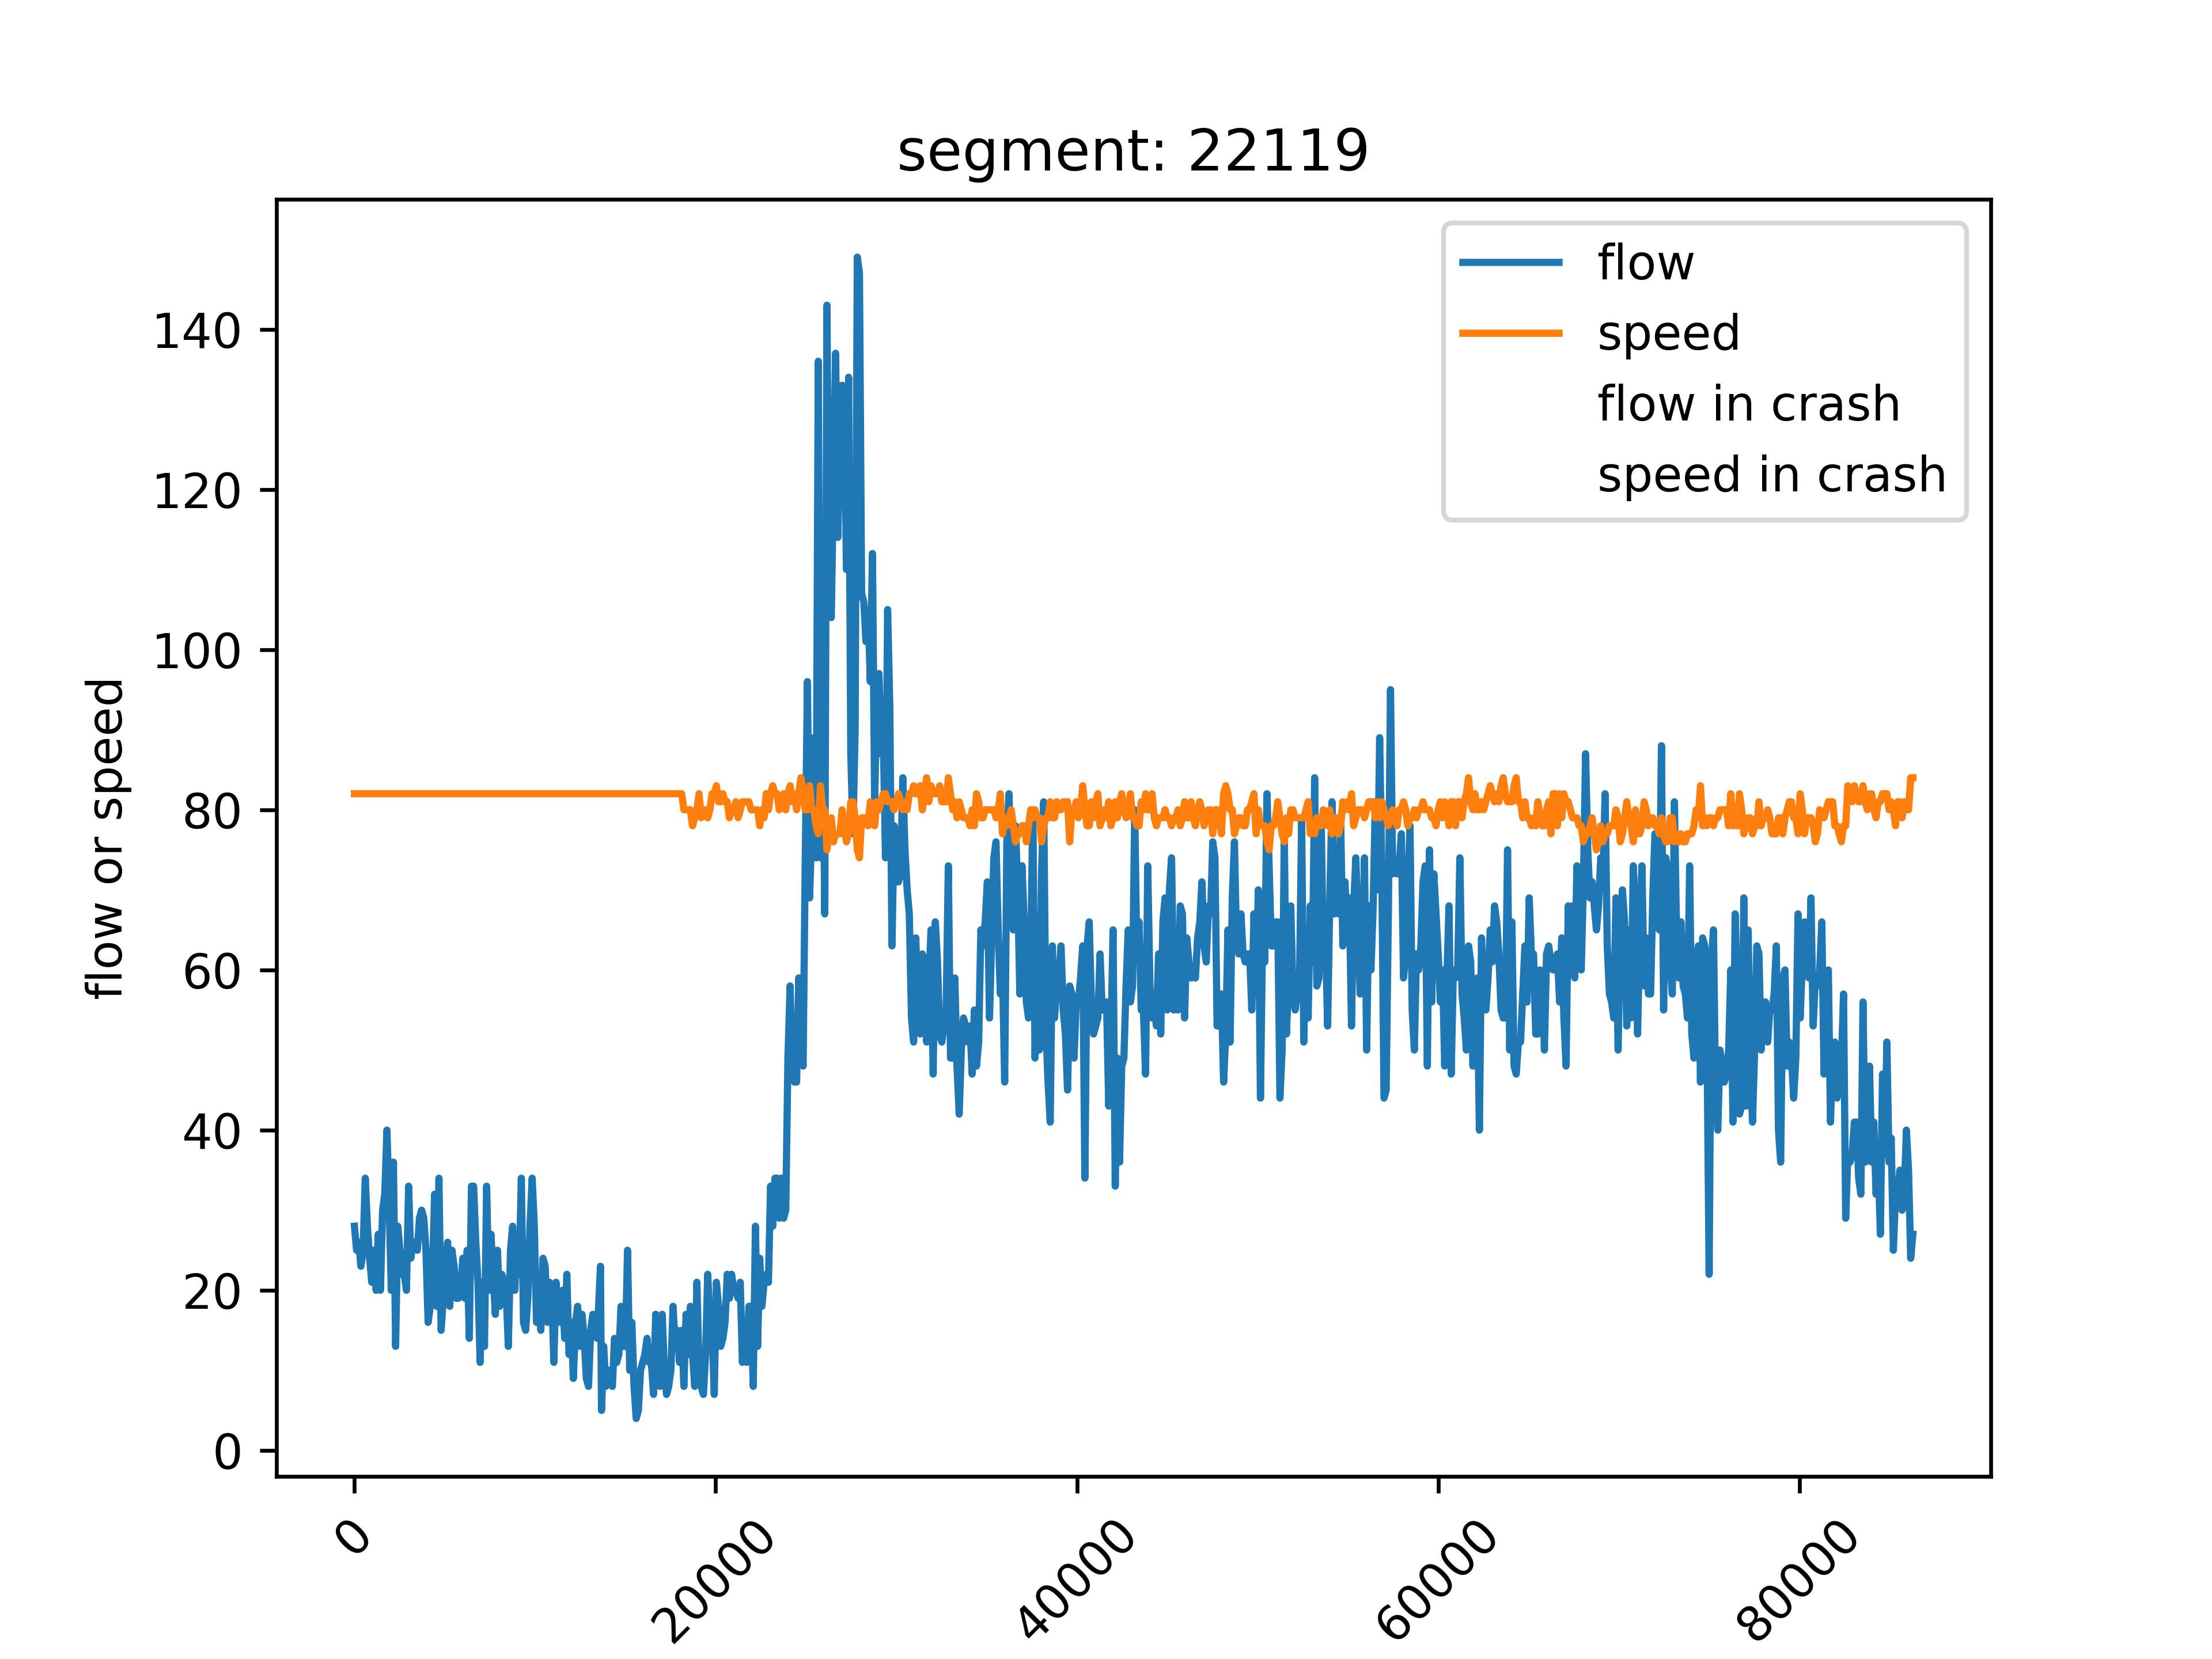 segment: 22119
flow
speed
flow in crash
speed in crash
flow or speed
140
120
100
80
60
40
20
0
0
20000
40000
60000
80000